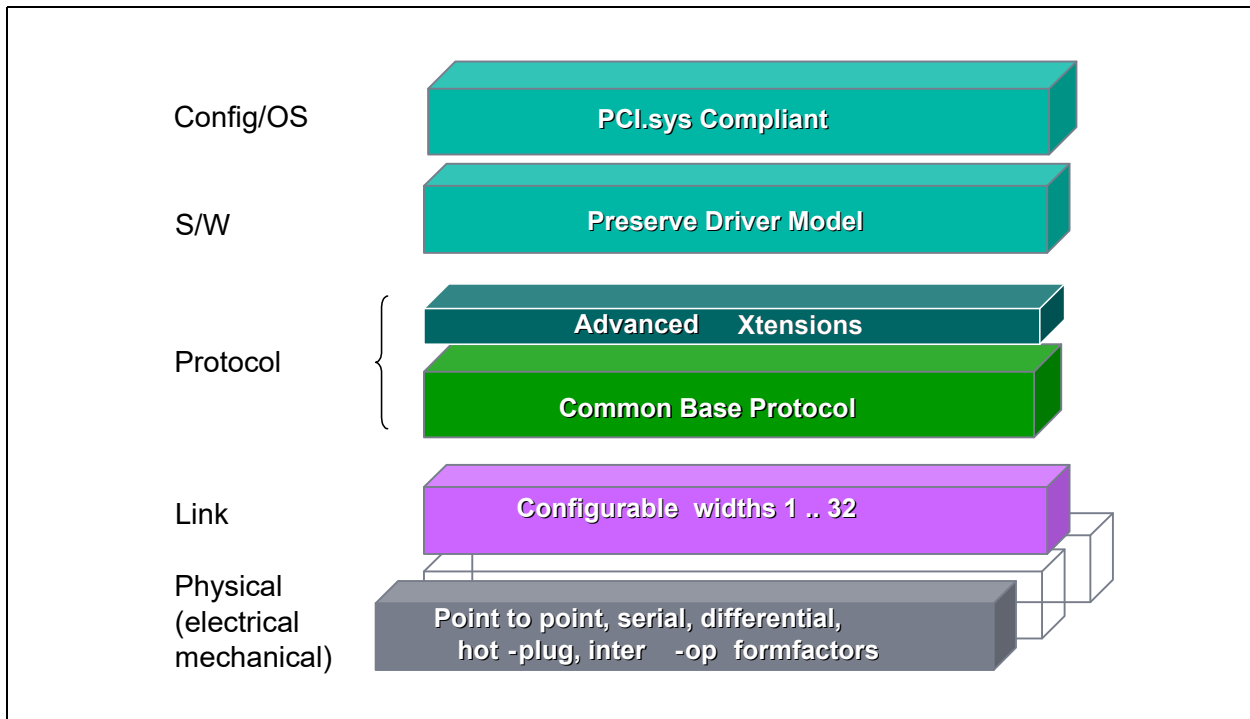 Config/OS
PCI.sys Compliant
S/W
Preserve Driver Model
Protocol
Advanced Xtensions
Common Base Protocol
Link
Configurable widths 1 .. 32
Physical
(electrical
mechanical)
Point to point, serial, differential,
hot -plug, inter -op formfactors